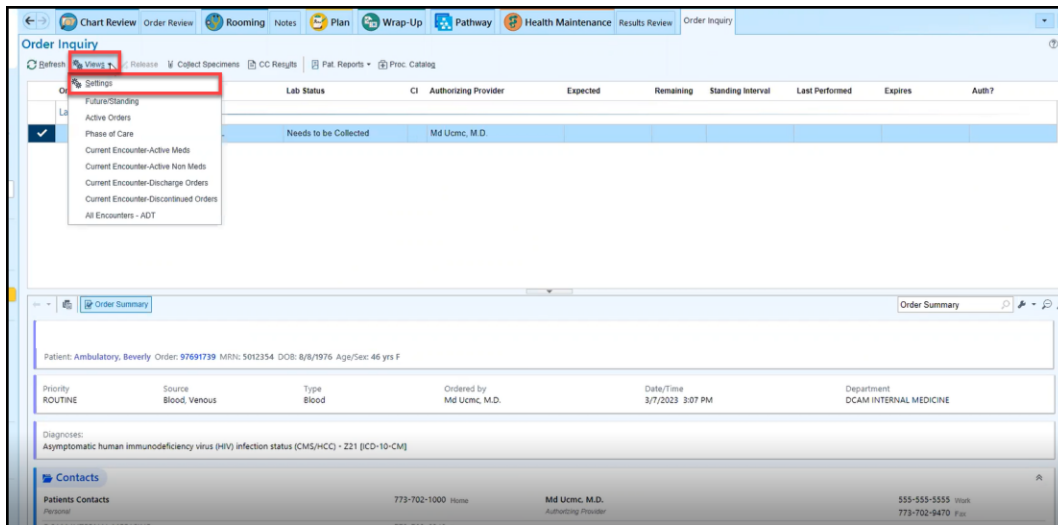 Chart Review Order Review Rooming Notes Plan Wrap-Up Pathway Health Maintenance Results Review Order Inquiry
Order Inquiry
Refresh Views Release Collect Specimens CC Results Pat. Reports Proc. Catalog
Lab Status CI Authorizing Provider Expected Remaining Standing Interval Last Performed Expires Auth?
Settings
Future/Standing
Active Orders
Needs to be Collected Md Ucmc, M.D.
Phase of Care
Current Encounter-Active Meds
Current Encounter-Active Non Meds
Current Encounter-Discharge Orders
Current Encounter-Discontinued Orders
All Encounters - ADT
Order Summary Order Summary
Patient: Ambulatory, Beverly Order: 97691739 MRN: 5012354 DOB: 8/8/1976 Age/Sex: 46 yrs F
Priority Source Type Ordered by Date/Time Department
ROUTINE Blood, Venous Blood Md Ucmc, M.D. 3/7/2023 3:07 PM DCAM INTERNAL MEDICINE
Diagnoses:
Asymptomatic human immunodeficiency virus (HIV) infection status (CMS/HCC) - Z21 [ICD-10-CM]
Contacts
Patients Contacts 773-702-1000 Home Md Ucmc, M.D. 555-555-5555 Work
Personal Authorizing Provider 773-702-9470 Fax